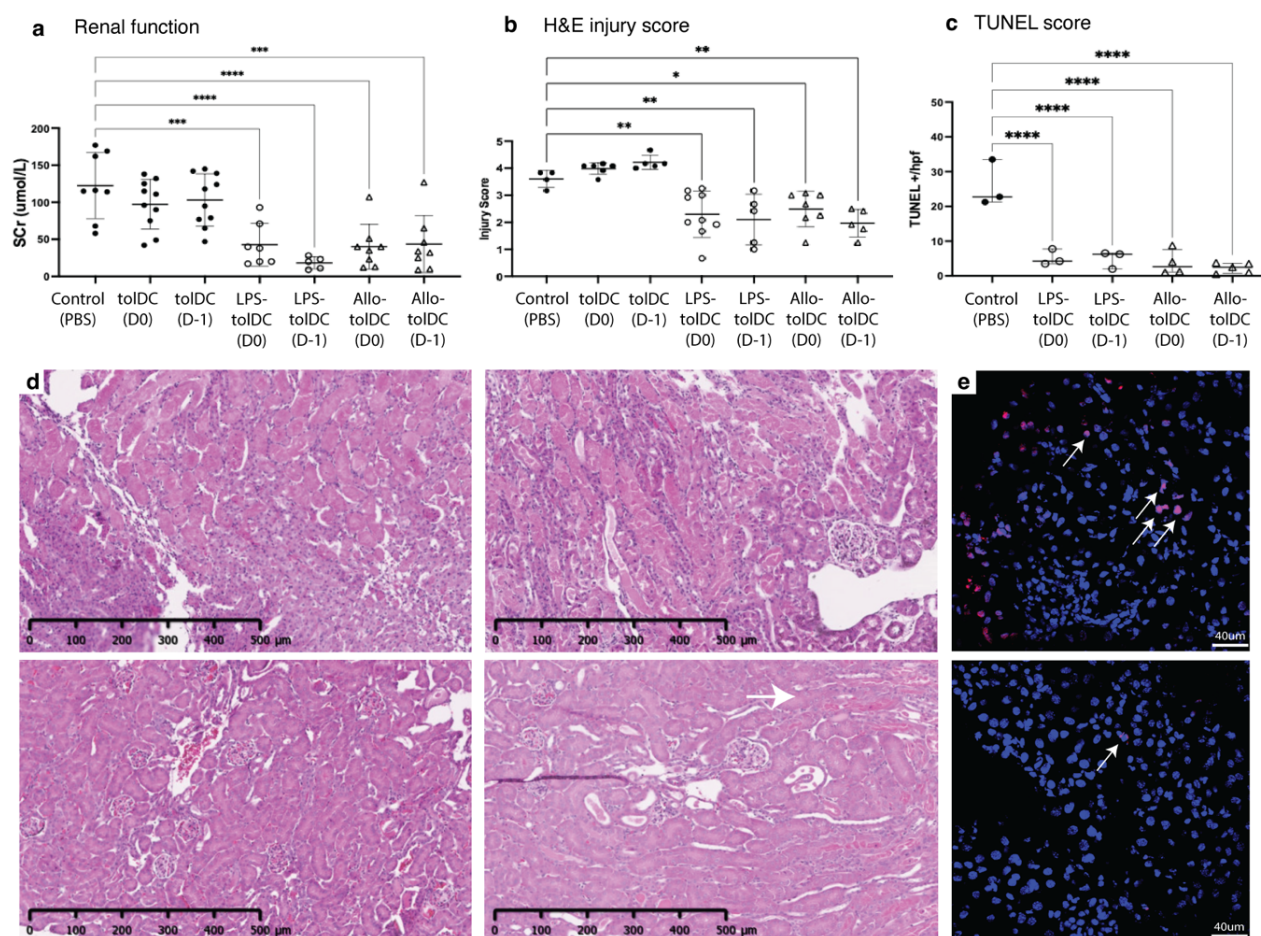 a Renal function
***
****
****
***
SCr (umol/L)
200
150
100
50
0
Control (PBS)
tolDC (D0)
tolDC (D-1)
LPS-tolDC (D0)
LPS-tolDC (D-1)
Allo-tolDC (D0)
Allo-tolDC (D-1)
b H&E injury score
**
*
**
**
Injury Score
5
4
3
2
1
0
Control (PBS)
tolDC (D0)
tolDC (D-1)
LPS-tolDC (D0)
LPS-tolDC (D-1)
Allo-tolDC (D0)
Allo-tolDC (D-1)
c TUNEL score
****
****
****
****
TUNEL +/hpf
50
40
30
20
10
0
Control (PBS)
LPS-tolDC (D0)
LPS-tolDC (D-1)
Allo-tolDC (D0)
Allo-tolDC (D-1)
d
0 100 200 300 400 500 µm
0 100 200 300 400 500 µm
0 100 200 300 400 500 µm
0 100 200 300 400 500 µm
e
40um
40um